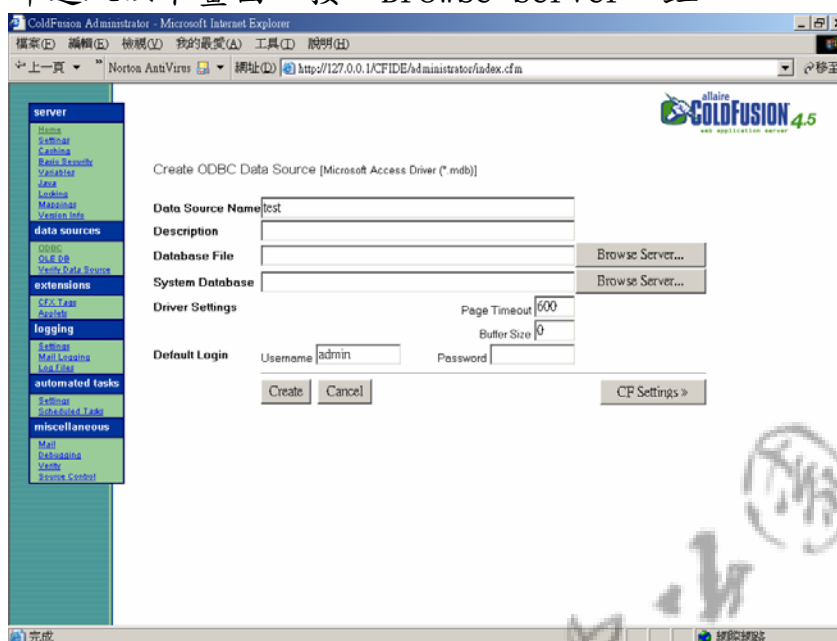 ColdFusion Administrator - Microsoft Internet Explorer
檔案(F) 編輯(E) 檢視(V) 我的最愛(A) 工具(T) 說明(H)
上一頁 Norton AntiVirus 網址(D) http://127.0.0.1/CFIDE/administrator/index.cfm 移至
allaire
COLDFUSION 4.5
web application server
server
Home
Settings
Caching
Basic Security
Variables
Java
Locking
Mappings
Version Info
data sources
ODBC
OLE DB
Verify Data Source
extensions
CFX Tags
Applets
logging
Settings
Mail Logging
Log Files
automated tasks
Settings
Scheduled Tasks
miscellaneous
Mail
Debugging
Verity
Source Control
Create ODBC Data Source [Microsoft Access Driver (*.mdb)]
Data Source Name test
Description
Database File Browse Server...
System Database Browse Server...
Driver Settings Page Timeout 600
Buffer Size 0
Default Login Username admin Password
Create Cancel CF Settings »
完成 網際網路